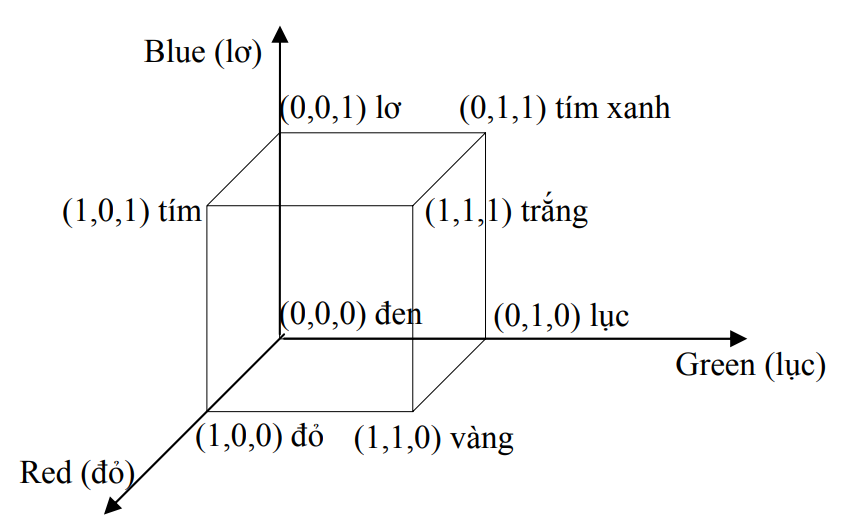 Blue (lơ)
(0,0,1) lơ
(0,1,1) tím xanh
(1,0,1) tím
(1,1,1) trắng
(0,0,0) đen
(0,1,0) lục
Green (lục)
(1,0,0) đỏ
(1,1,0) vàng
Red (đỏ)